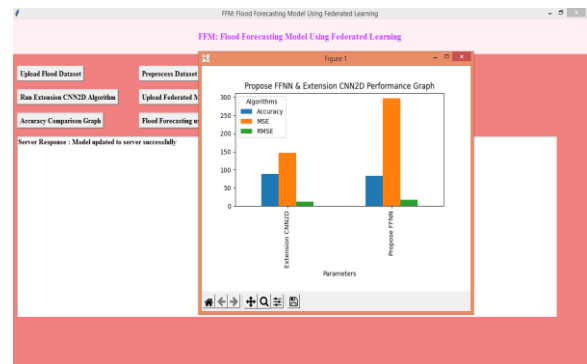 FFM: Flood Forecasting Model Using Federated Learning
FFM: Flood Forecasting Model Using Federated Learning
Figure 1
Upload Flood Dataset
Preprocess Dataset
Run Extension CNN2D Algorithm
Upload Federated M
Accuracy Comparison Graph
Flood Forecasting us
Server Response : Model updated to server successfully
Propose FFNN & Extension CNN2D Performance Graph
Algorithms
Accuracy
MSE
RMSE
300
250
200
150
100
50
0
Extension CNN2D
Propose FFNN
Parameters